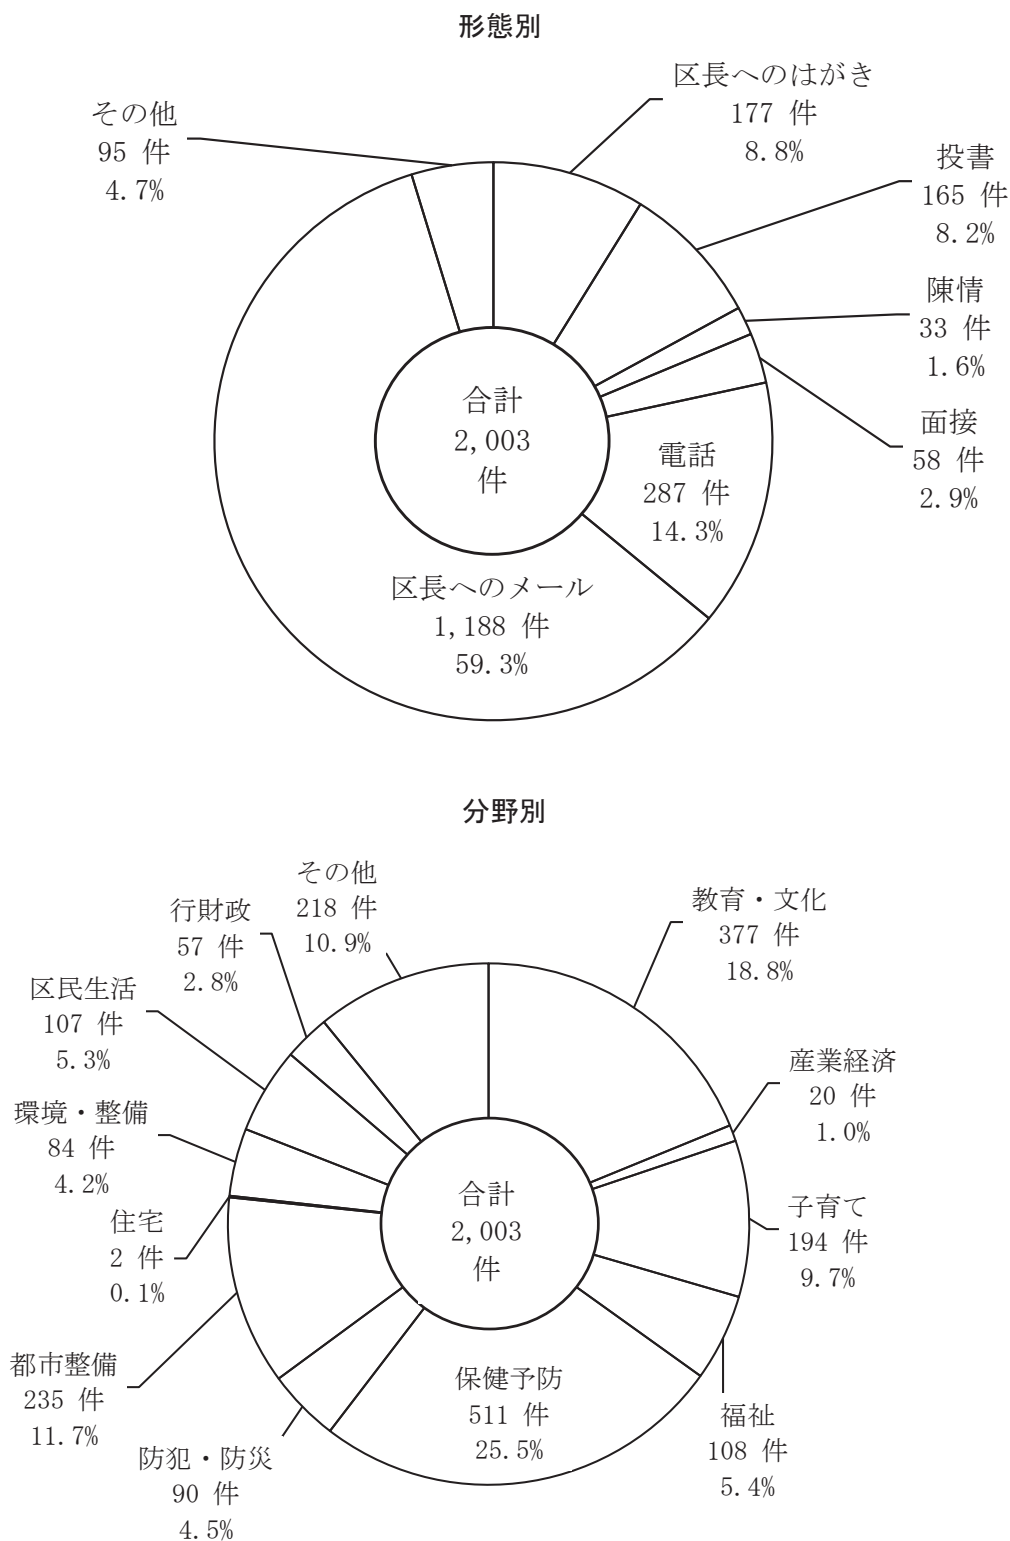 形態別
区長へのはがき
177 件
8.8%
投書
165 件
8.2%
陳情
33 件
1.6%
面接
58 件
2.9%
電話
287 件
14.3%
区長へのメール
1,188 件
59.3%
その他
95 件
4.7%
合計
2,003
件
分野別
教育・文化
377 件
18.8%
産業経済
20 件
1.0%
子育て
194 件
9.7%
福祉
108 件
5.4%
保健予防
511 件
25.5%
防犯・防災
90 件
4.5%
都市整備
235 件
11.7%
住宅
2 件
0.1%
環境・整備
84 件
4.2%
区民生活
107 件
5.3%
行財政
57 件
2.8%
その他
218 件
10.9%
合計
2,003
件